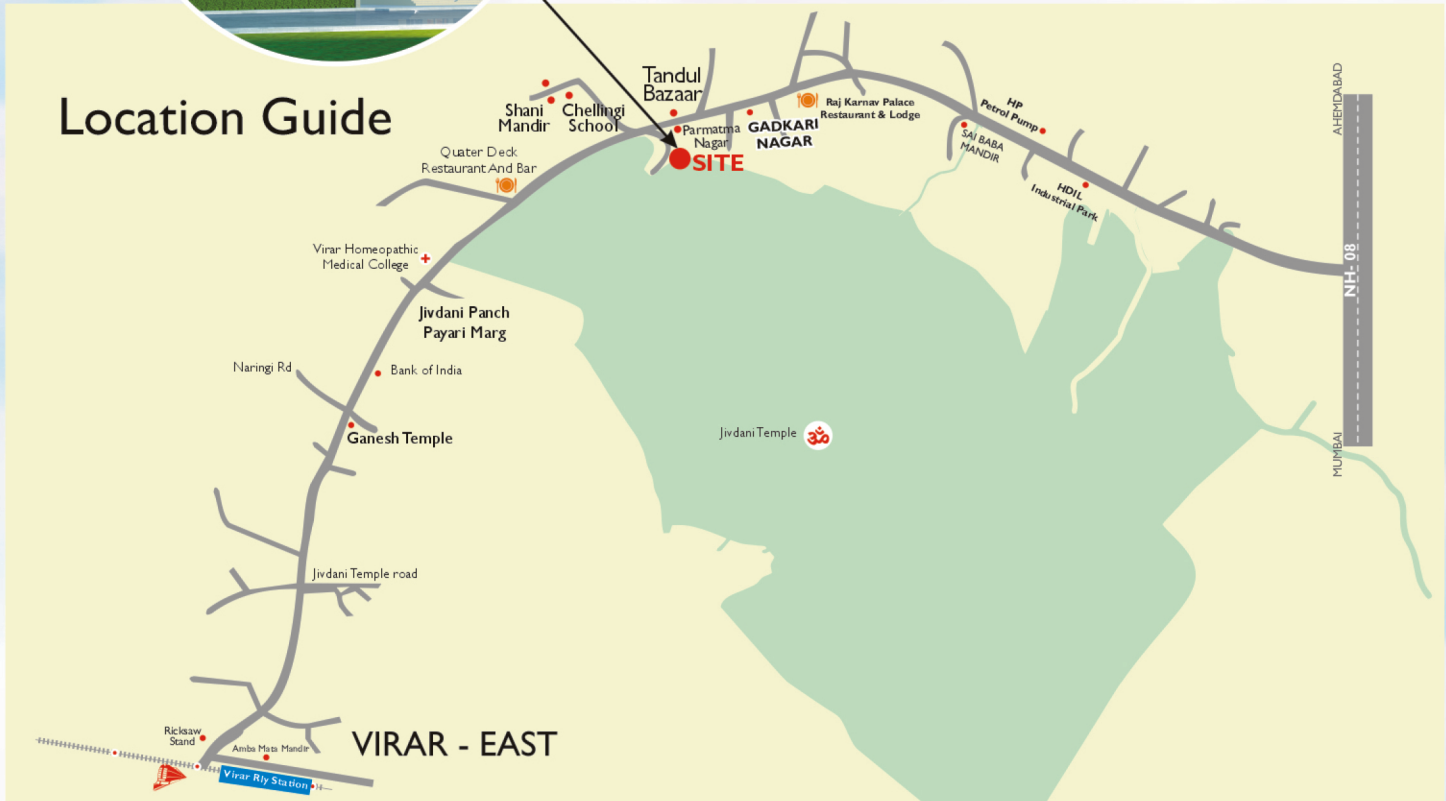 Location Guide
Tandul
Bazaar
Shani
Mandir
Chellingi
School
Parmatma
Nagar
SITE
GADKARI
NAGAR
Raj Karnav Palace
Restaurant & Lodge
HP
Petrol Pump
SAI BABA
MANDIR
HDIL
Industrial Park
AHEMDABAD
NH- 08
MUMBAI
Quater Deck
Restaurant And Bar
Virar Homeopathic
Medical College
Jivdani Panch
Payari Marg
Naringi Rd
Bank of India
Ganesh Temple
Jivdani Temple
ॐ
Jivdani Temple road
Ricksaw
Stand
Amba Mata Mandir
VIRAR - EAST
Virar Rly Station